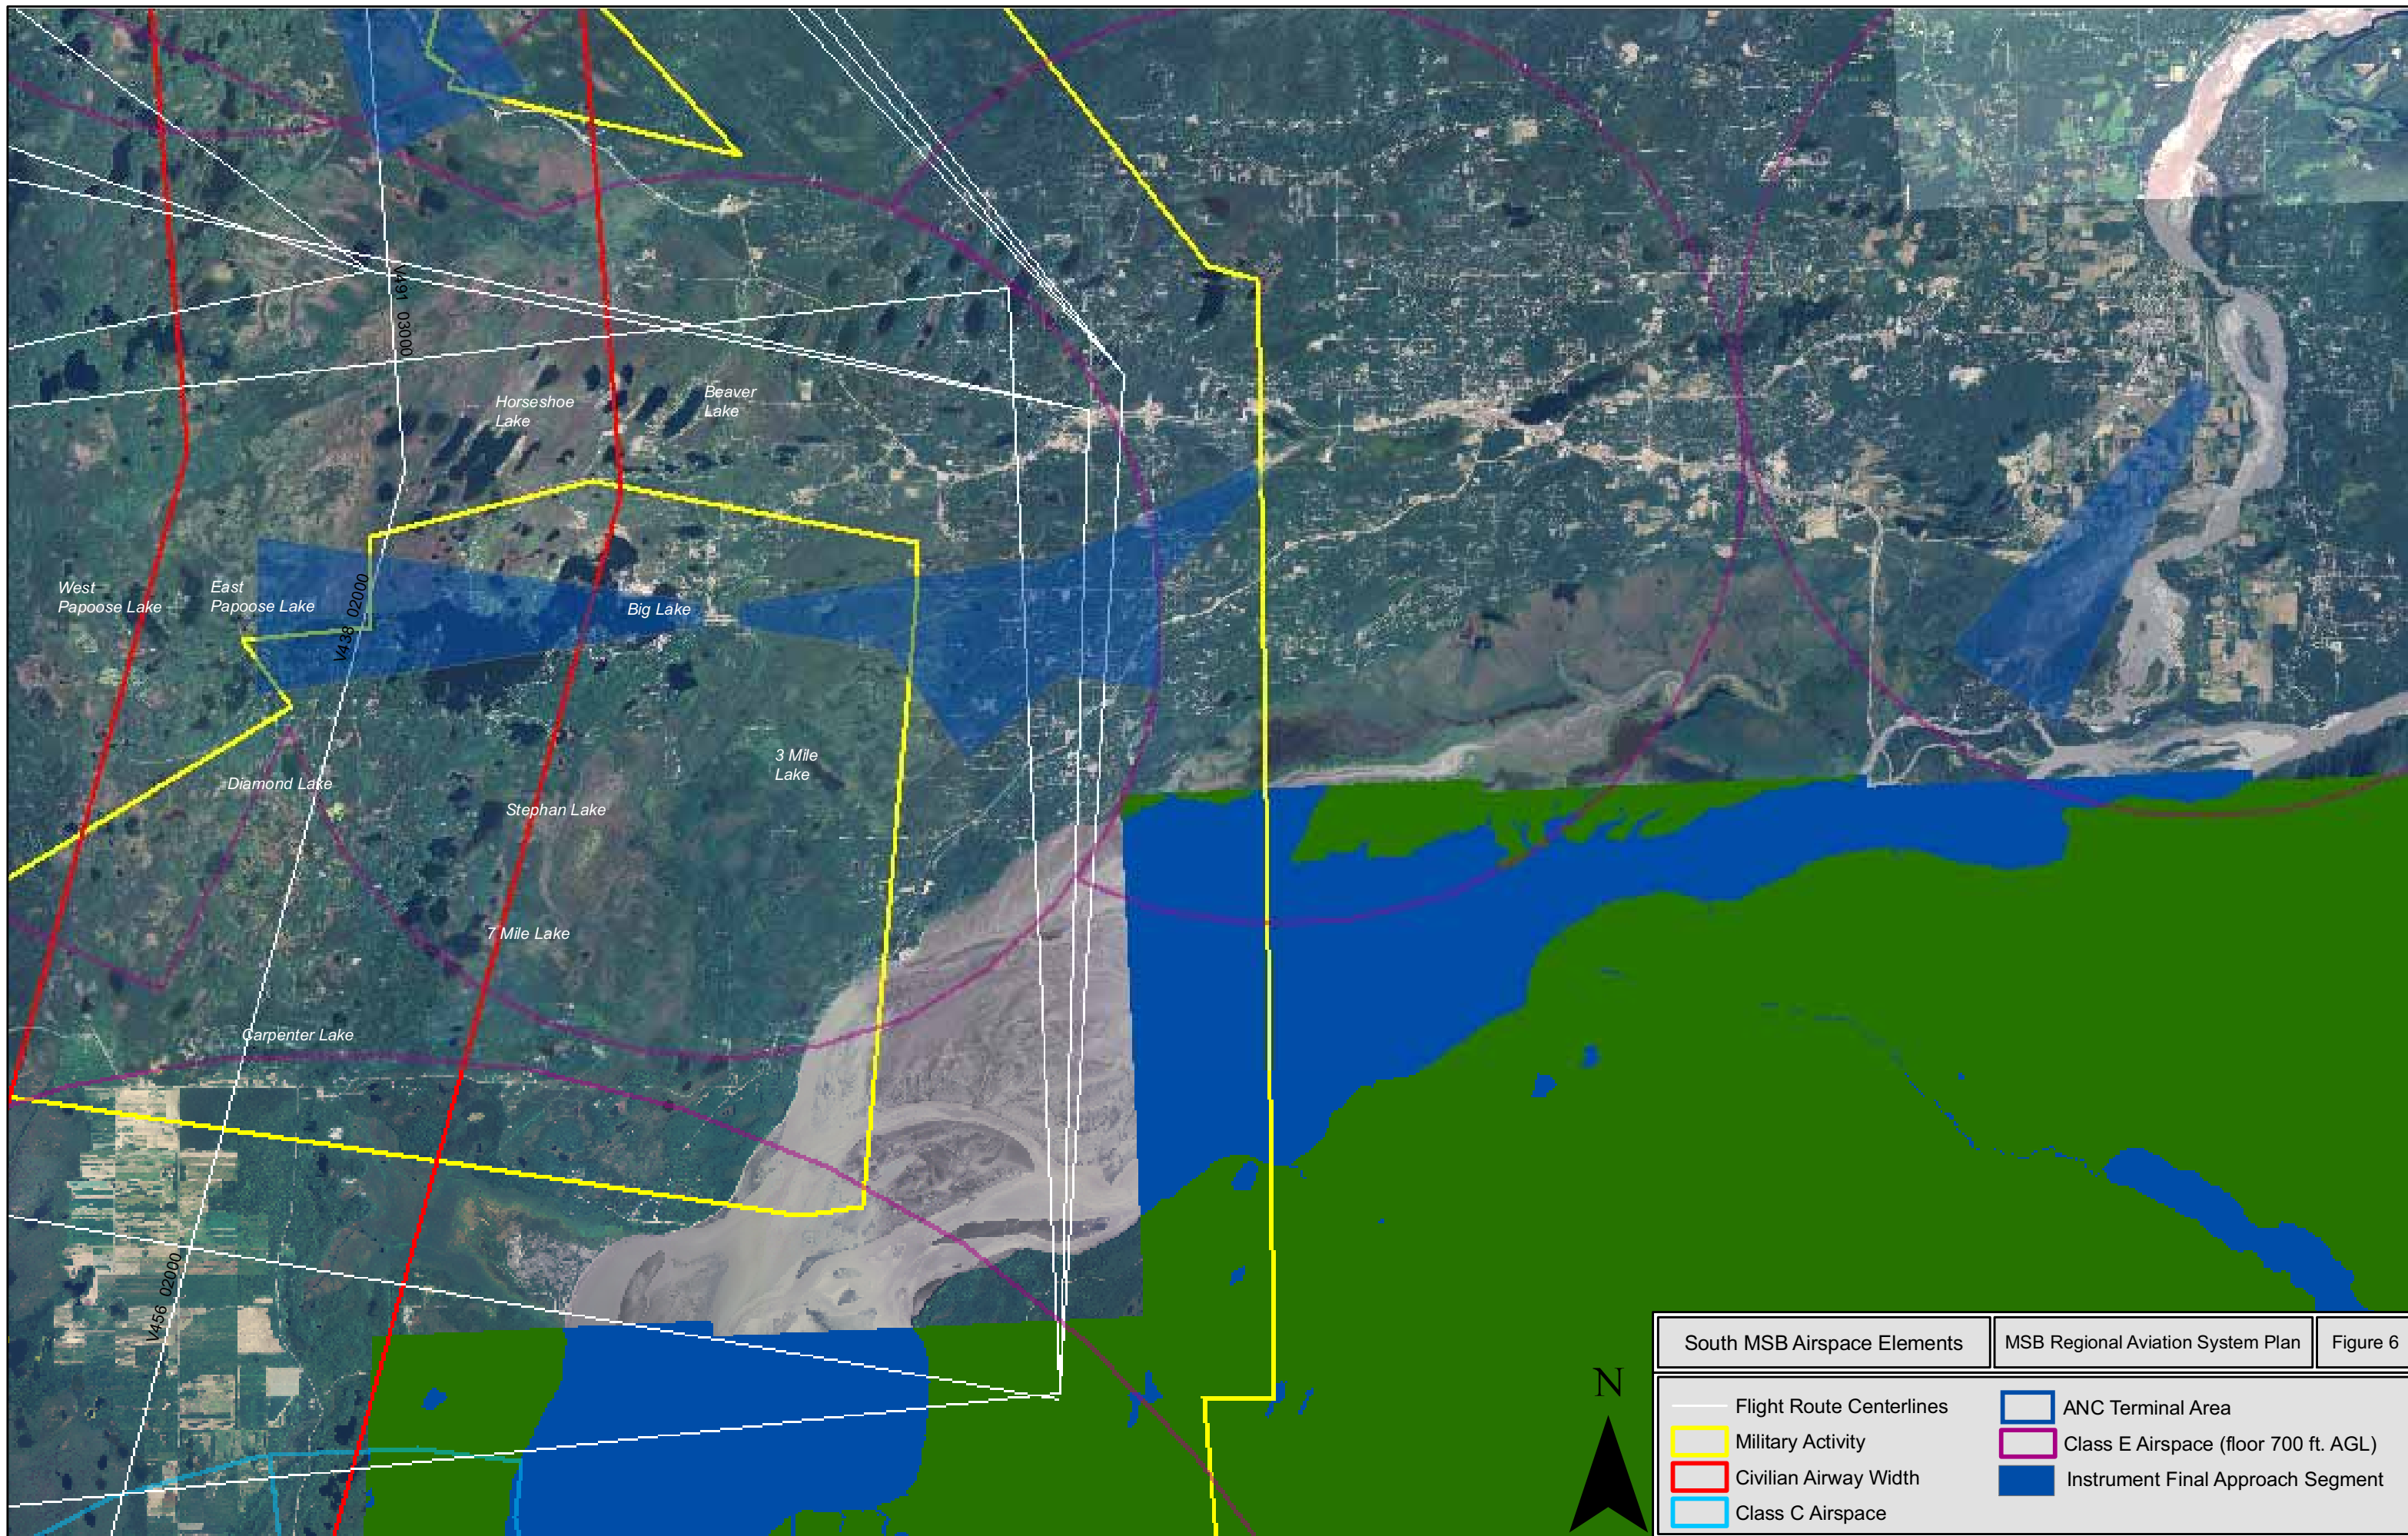 V491 03000
Horseshoe
Lake
Beaver
Lake
West
Papoose Lake
East
Papoose Lake
V438 02000
Big Lake
3 Mile
Lake
Diamond Lake
Stephan Lake
7 Mile Lake
Carpenter Lake
V456 02000
N
South MSB Airspace Elements
MSB Regional Aviation System Plan
Figure 6
Flight Route Centerlines
Military Activity
Civilian Airway Width
Class C Airspace
ANC Terminal Area
Class E Airspace (floor 700 ft. AGL)
Instrument Final Approach Segment